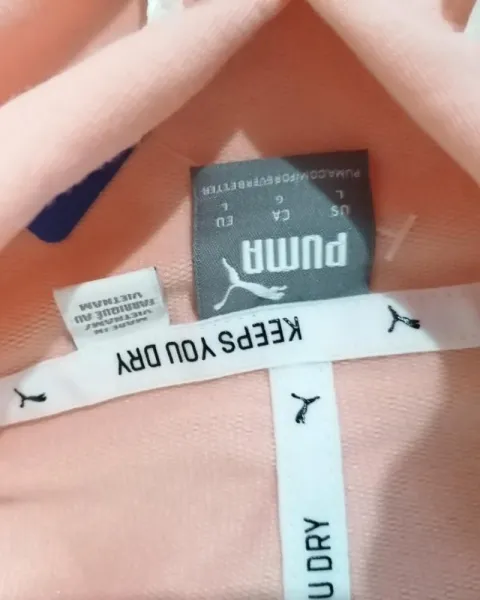 KEEPS YOU DRY
PUMA
US CA EU
L G L
PUMA.COM/FOREVERBETTER
MADE IN
VIETNAM/
FABRIQUÉ AU
VIETNAM
U DRY